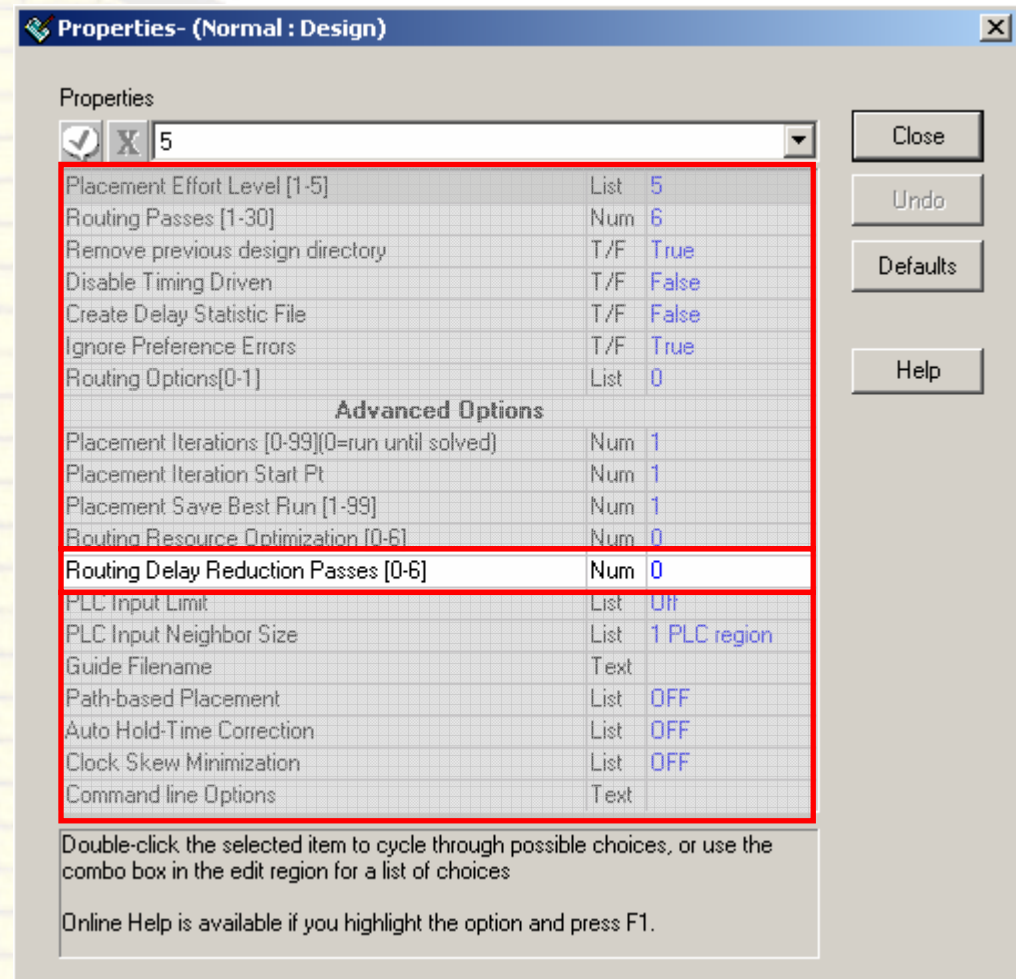 Properties- (Normal : Design)
Properties
X 5
Close
Undo
Defaults
Help
Placement Effort Level [1-5] List 5
Routing Passes [1-30] Num 6
Remove previous design directory T/F True
Disable Timing Driven T/F False
Create Delay Statistic File T/F False
Ignore Preference Errors T/F True
Routing Options[0-1] List 0
Advanced Options
Placement Iterations [0-99](0=run until solved) Num 1
Placement Iteration Start Pt Num 1
Placement Save Best Run [1-99] Num 1
Routing Resource Optimization [0-6] Num 0
Routing Delay Reduction Passes [0-6] Num 0
PLC Input Limit List Off
PLC Input Neighbor Size List 1 PLC region
Guide Filename Text
Path-based Placement List OFF
Auto Hold-Time Correction List OFF
Clock Skew Minimization List OFF
Command line Options Text
Double-click the selected item to cycle through possible choices, or use the
combo box in the edit region for a list of choices
Online Help is available if you highlight the option and press F1.